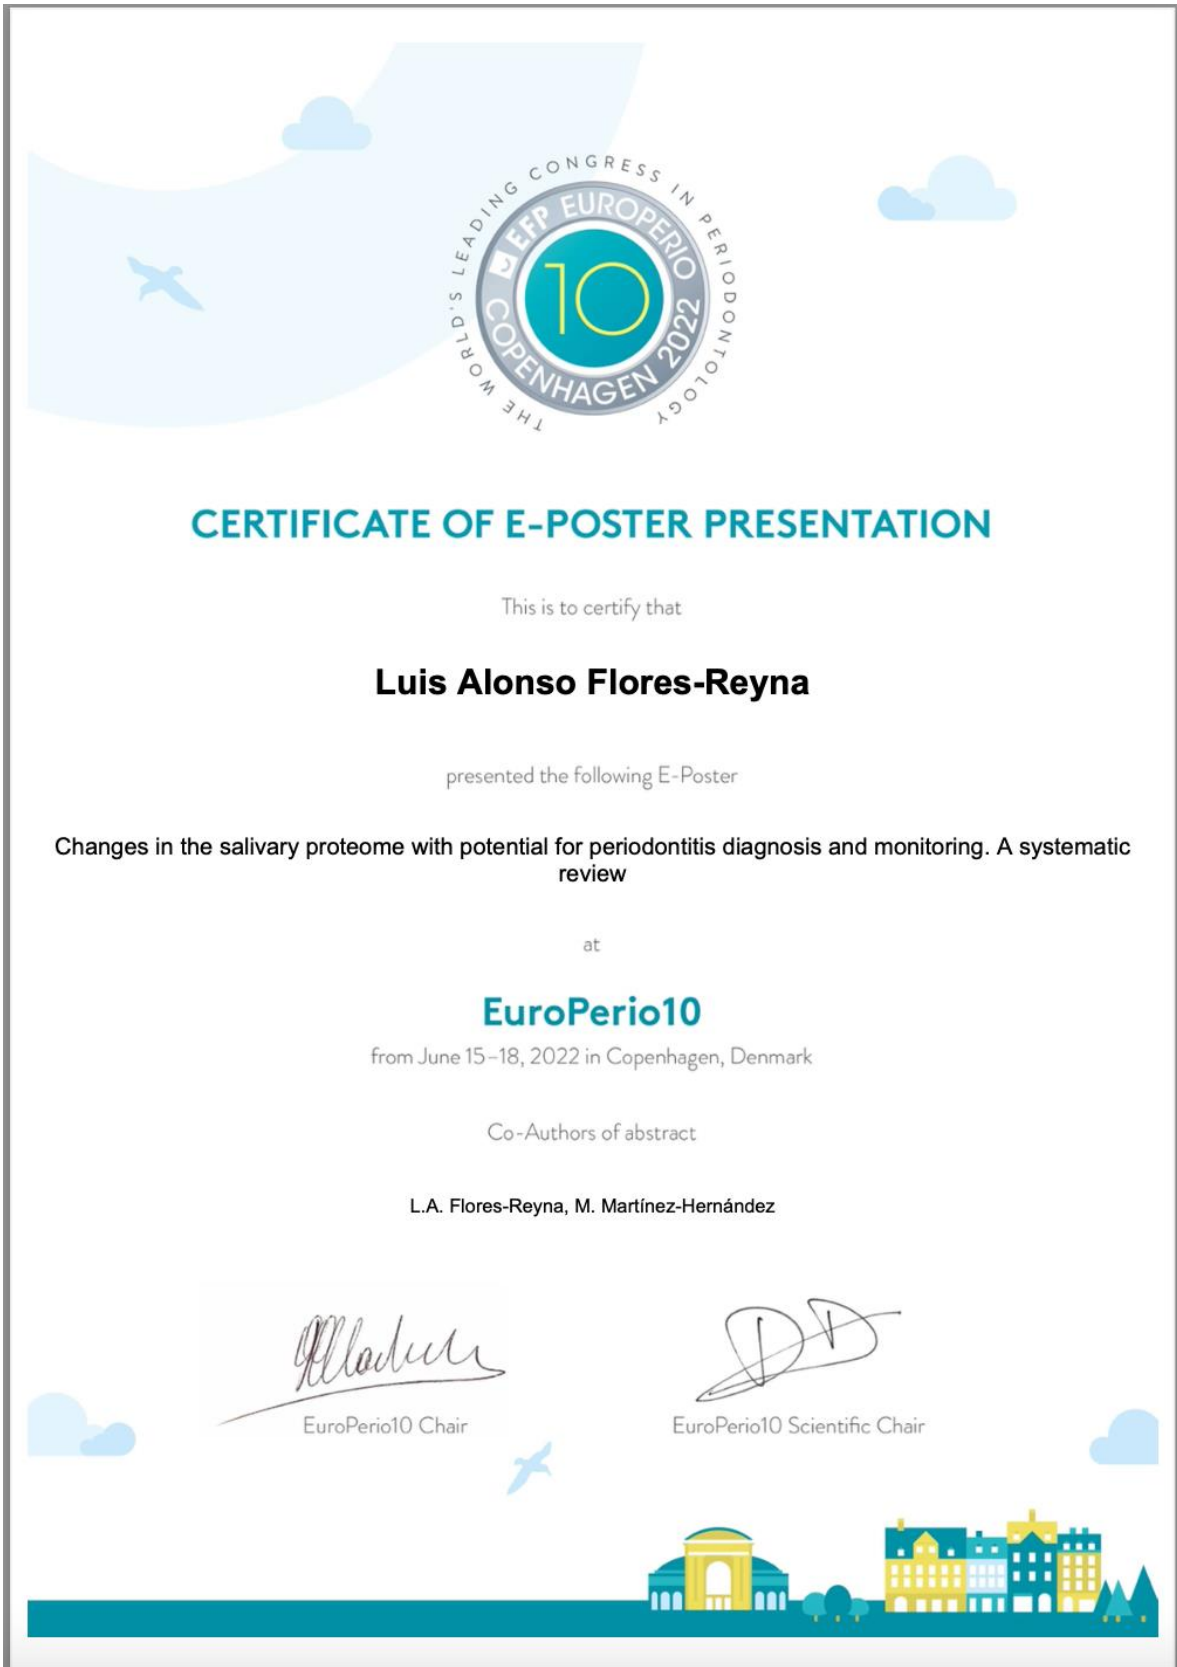 THE WORLD'S LEADING CONGRESS IN PERIODONTOLOGY
EFP EUROPERIO
10
COPENHAGEN 2022
CERTIFICATE OF E-POSTER PRESENTATION
This is to certify that
Luis Alonso Flores-Reyna
presented the following E-Poster
Changes in the salivary proteome with potential for periodontitis diagnosis and monitoring. A systematic
review
at
EuroPerio10
from June 15–18, 2022 in Copenhagen, Denmark
Co-Authors of abstract
L.A. Flores-Reyna, M. Martínez-Hernández
EuroPerio10 Chair
EuroPerio10 Scientific Chair